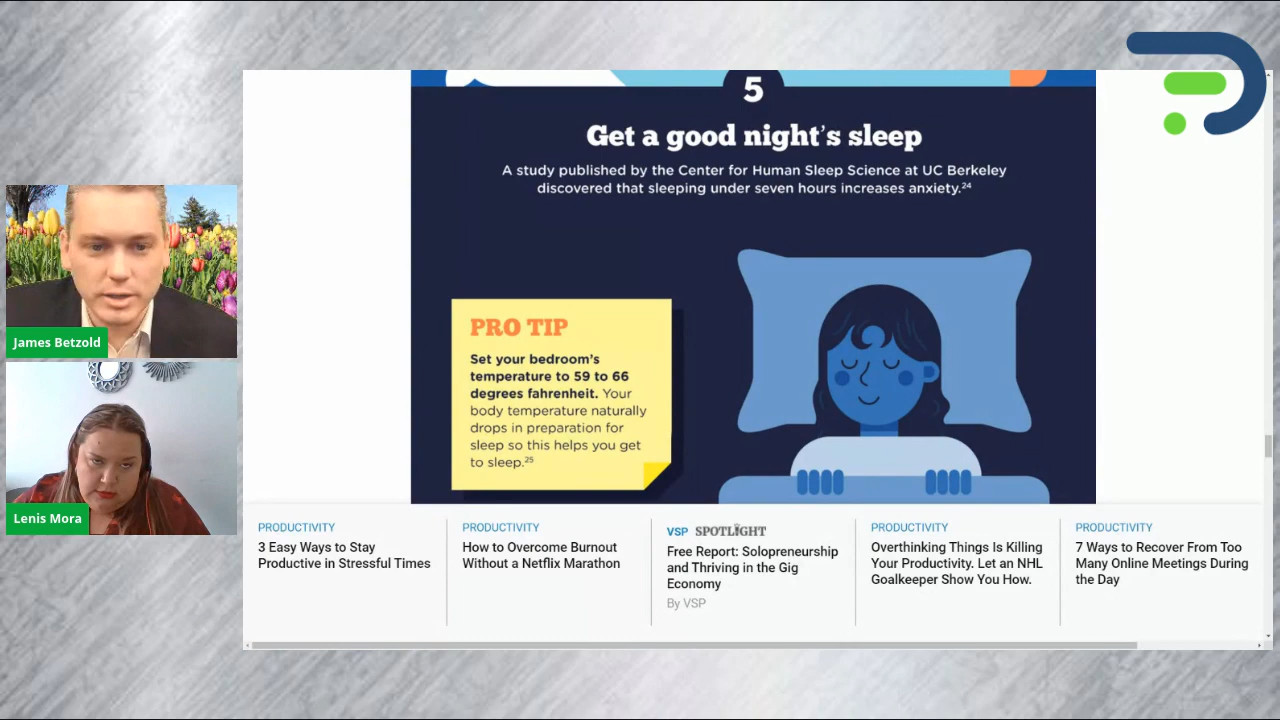 5
Get a good night's sleep
A study published by the Center for Human Sleep Science at UC Berkeley
discovered that sleeping under seven hours increases anxiety.²⁴
PRO TIP
Set your bedroom's
temperature to 59 to 66
degrees fahrenheit. Your
body temperature naturally
drops in preparation for
sleep so this helps you get
to sleep.²⁵
James Betzold
Lenis Mora
PRODUCTIVITY
3 Easy Ways to Stay
Productive in Stressful Times
PRODUCTIVITY
How to Overcome Burnout
Without a Netflix Marathon
VSP SPOTLIGHT
Free Report: Solopreneurship
and Thriving in the Gig
Economy
By VSP
PRODUCTIVITY
Overthinking Things Is Killing
Your Productivity. Let an NHL
Goalkeeper Show You How.
PRODUCTIVITY
7 Ways to Recover From Too
Many Online Meetings During
the Day